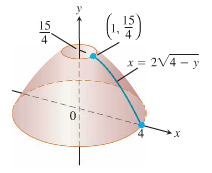 y
15/4
(1, 15/4)
x = 2√(4 − y)
0
4
x